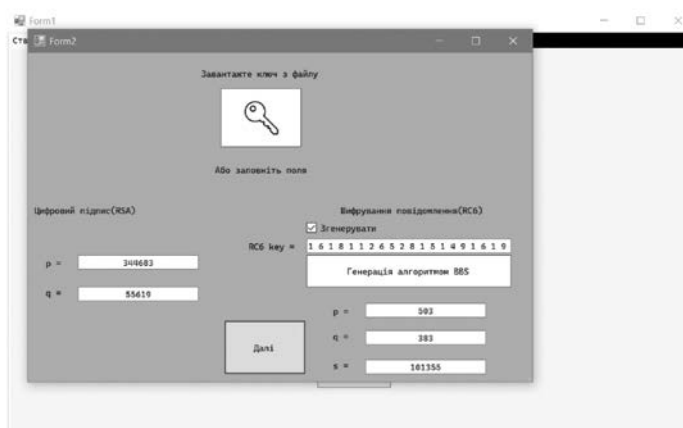 Form1
Ств
Form2
Завантажте ключ з файлу
Або заповніть поля
Цифровий підпис(RSA)
Шифрування повідомлення(RC6)
Згенерувати
RC6 key = 1 6 1 8 1 1 2 6 5 2 8 1 5 1 4 9 1 6 1 9
Генерація алгоритмом BBS
p = 344683
q = 55619
p = 503
q = 383
s = 101355
Далі